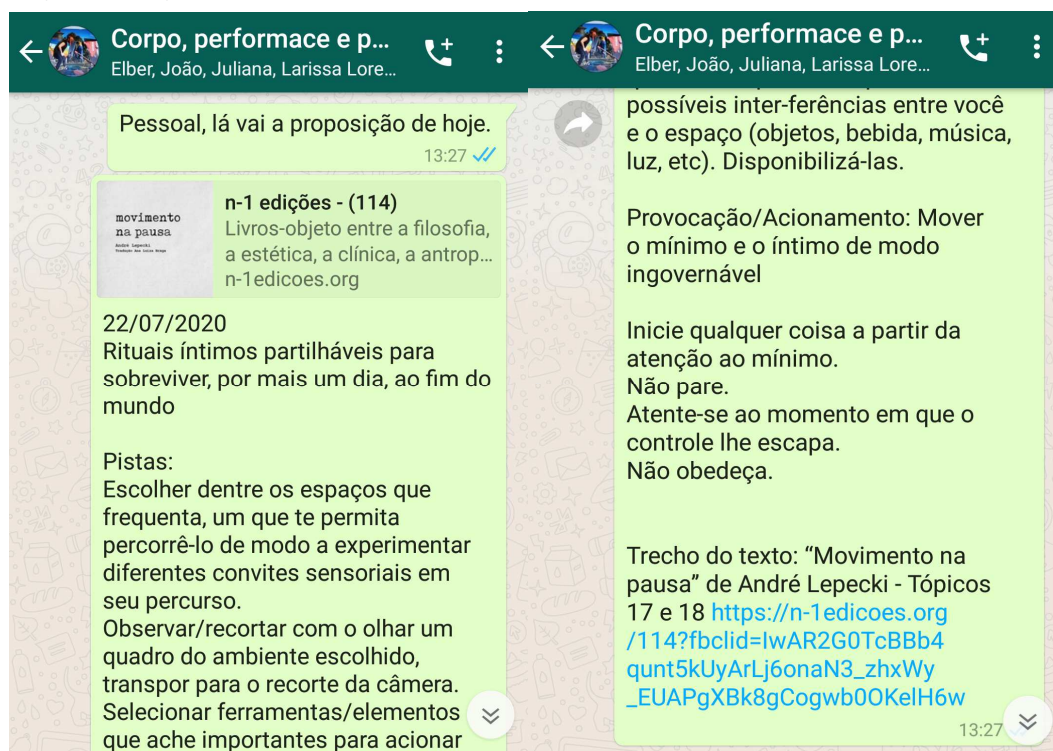 Corpo, performace e p...
Elber, João, Juliana, Larissa Lore...
Pessoal, lá vai a proposição de hoje.
13:27
movimento
na pausa
André Lepecki
n-1 edições - (114)
Livros-objeto entre a filosofia,
a estética, a clínica, a antrop...
n-1edicoes.org
22/07/2020
Rituais íntimos partilháveis para
sobreviver, por mais um dia, ao fim do
mundo
Pistas:
Escolher dentre os espaços que
frequenta, um que te permita
percorrê-lo de modo a experimentar
diferentes convites sensoriais em
seu percurso.
Observar/recortar com o olhar um
quadro do ambiente escolhido,
transpor para o recorte da câmera.
Selecionar ferramentas/elementos
que ache importantes para acionar
Corpo, performace e p...
Elber, João, Juliana, Larissa Lore...
possíveis inter-ferências entre você
e o espaço (objetos, bebida, música,
luz, etc). Disponibilizá-las.
Provocação/Acionamento: Mover
o mínimo e o íntimo de modo
ingovernável
Inicie qualquer coisa a partir da
atenção ao mínimo.
Não pare.
Atente-se ao momento em que o
controle lhe escapa.
Não obedeça.
Trecho do texto: “Movimento na
pausa” de André Lepecki - Tópicos
17 e 18 https://n-1edicoes.org
/114?fbclid=IwAR2G0TcBBb4
qunt5kUyArLj6onaN3_zhxWy
_EUAPgXBk8gCogwb0OKelH6w
13:27